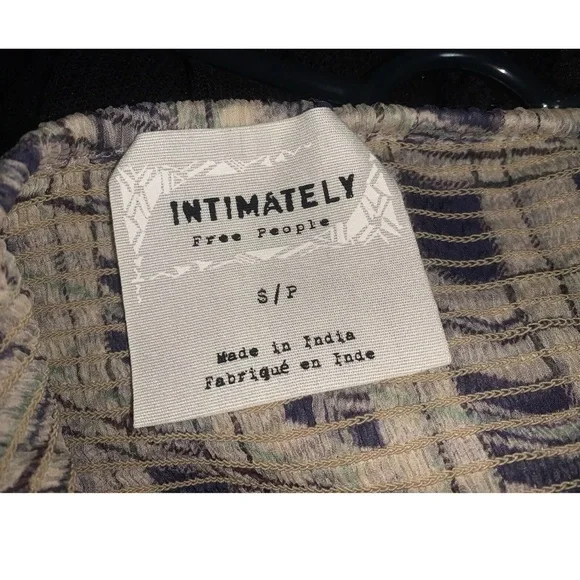 INTIMATELY
Free People
S/P
Made in India
Fabriqué en Inde